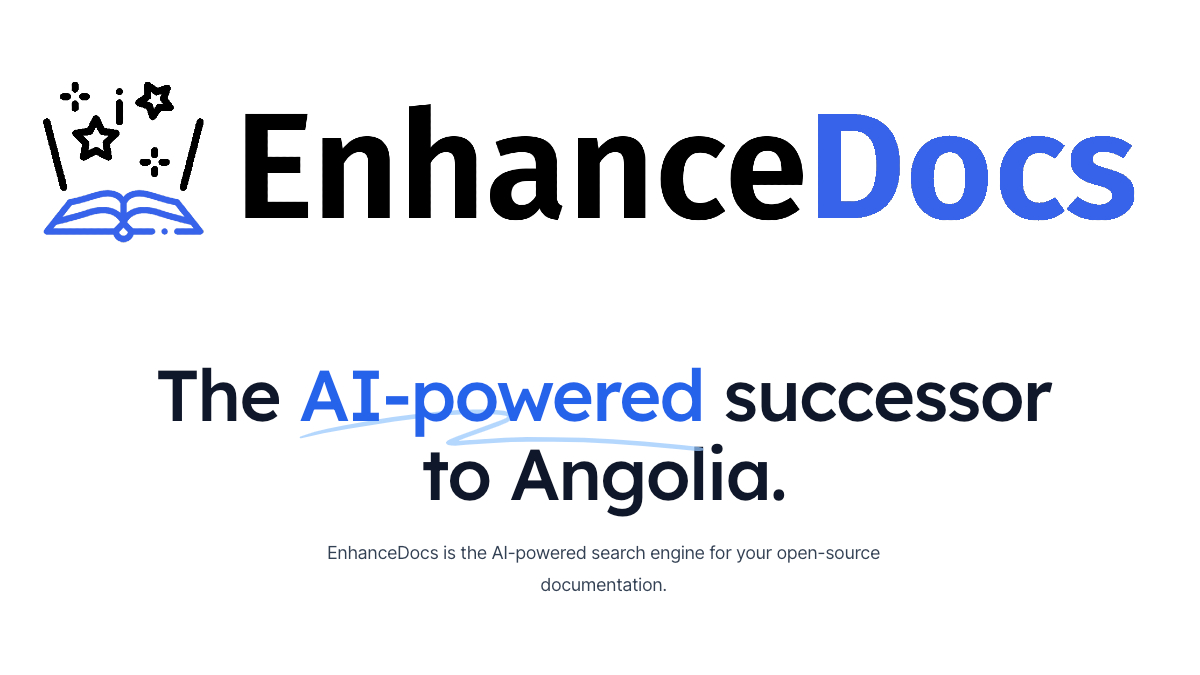 EnhanceDocs
The AI-powered successor
to Angolia.
EnhanceDocs is the AI-powered search engine for your open-source
documentation.